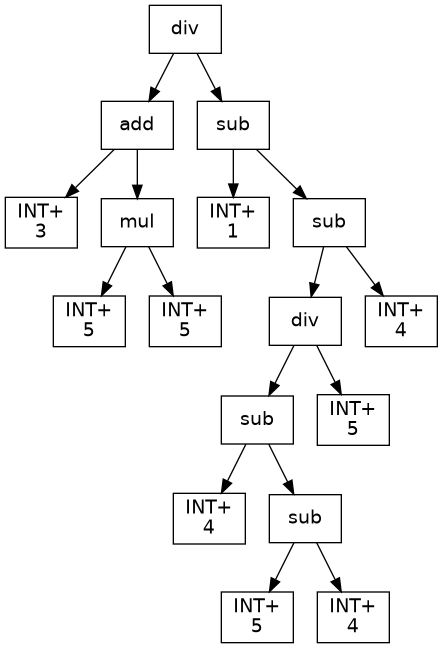 div
add
sub
INT+
3
mul
INT+
1
sub
INT+
5
INT+
5
div
INT+
4
sub
INT+
5
INT+
4
sub
INT+
5
INT+
4